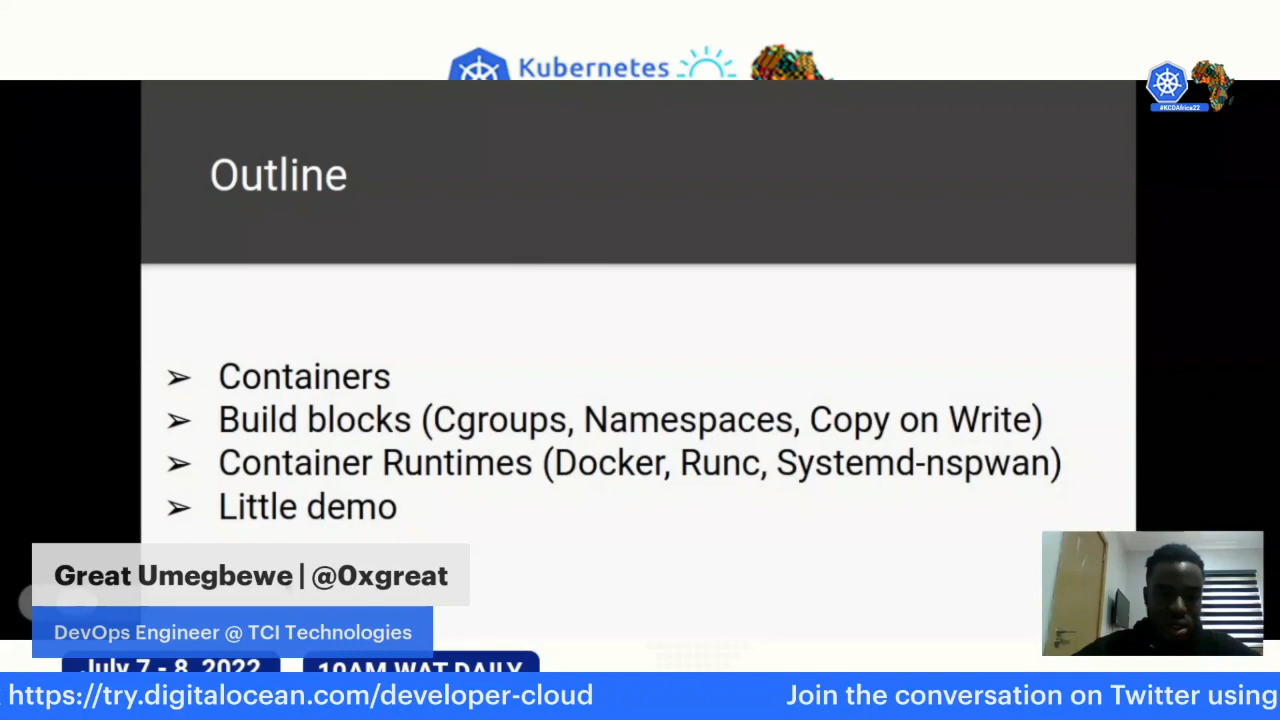 Kubernetes
#KCDAfrica22
Outline
➢ Containers
➢ Build blocks (Cgroups, Namespaces, Copy on Write)
➢ Container Runtimes (Docker, Runc, Systemd-nspwan)
➢ Little demo
Great Umegbewe | @0xgreat
DevOps Engineer @ TCI Technologies
July 7 - 8, 2022
10AM WAT DAILY
https://try.digitalocean.com/developer-cloud
Join the conversation on Twitter using